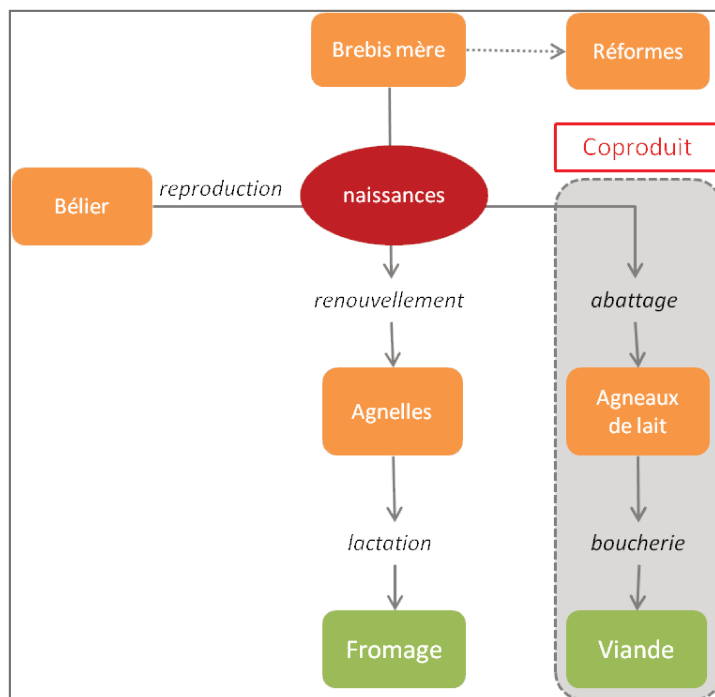 Brebis mère
Réformes
Coproduit
reproduction
Bélier
naissances
renouvellement
abattage
Agnelles
Agneaux
de lait
lactation
boucherie
Fromage
Viande